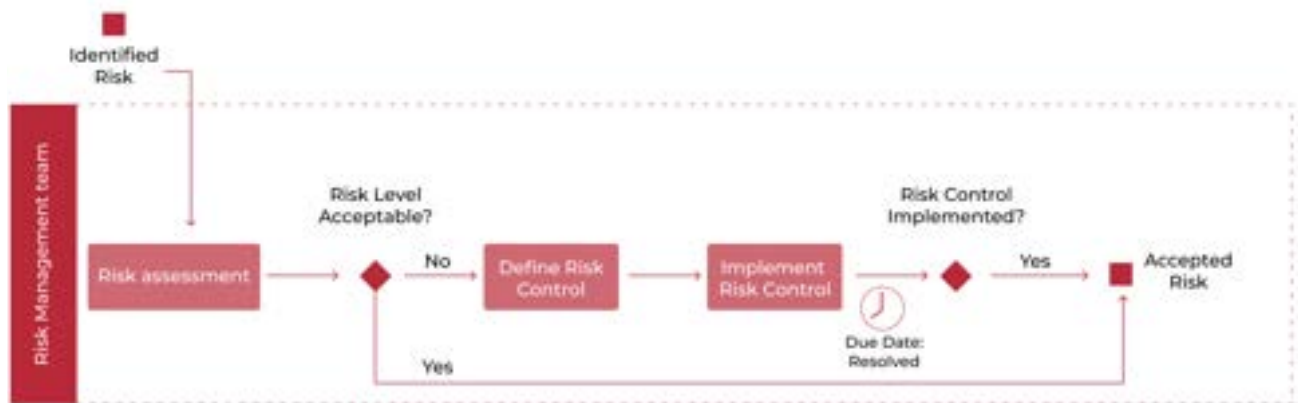 Identified
Risk
Risk Management team
Risk Level
Acceptable?
Risk Control
Implemented?
Risk assessment
No
Define Risk
Control
Implement
Risk Control
Yes
Accepted
Risk
Due Date:
Resolved
Yes